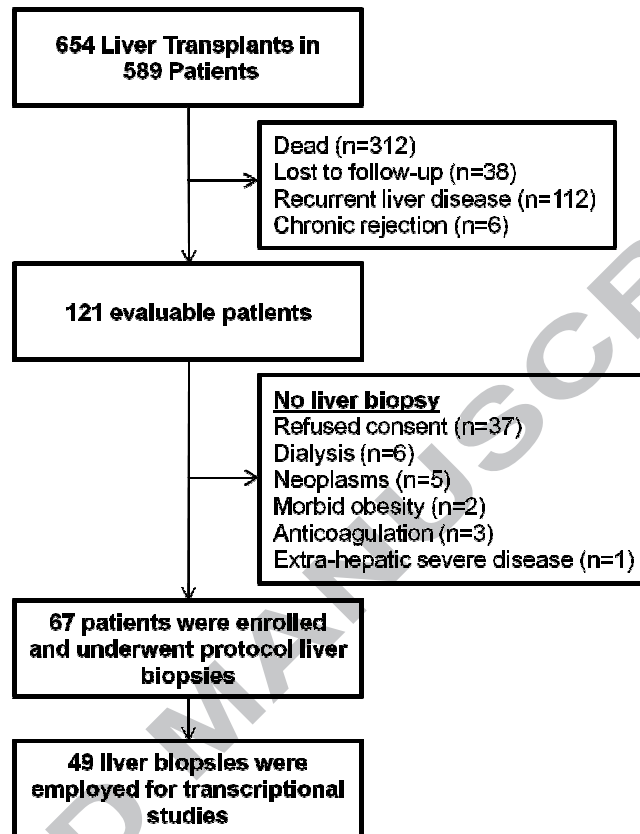 654 Liver Transplants in
589 Patients
Dead (n=312)
Lost to follow-up (n=38)
Recurrent liver disease (n=112)
Chronic rejection (n=6)
121 evaluable patients
No liver biopsy
Refused consent (n=37)
Dialysis (n=6)
Neoplasms (n=5)
Morbid obesity (n=2)
Anticoagulation (n=3)
Extra-hepatic severe disease (n=1)
67 patients were enrolled
and underwent protocol liver
biopsies
49 liver biopsies were
employed for transcriptional
studies
D MANUSCR